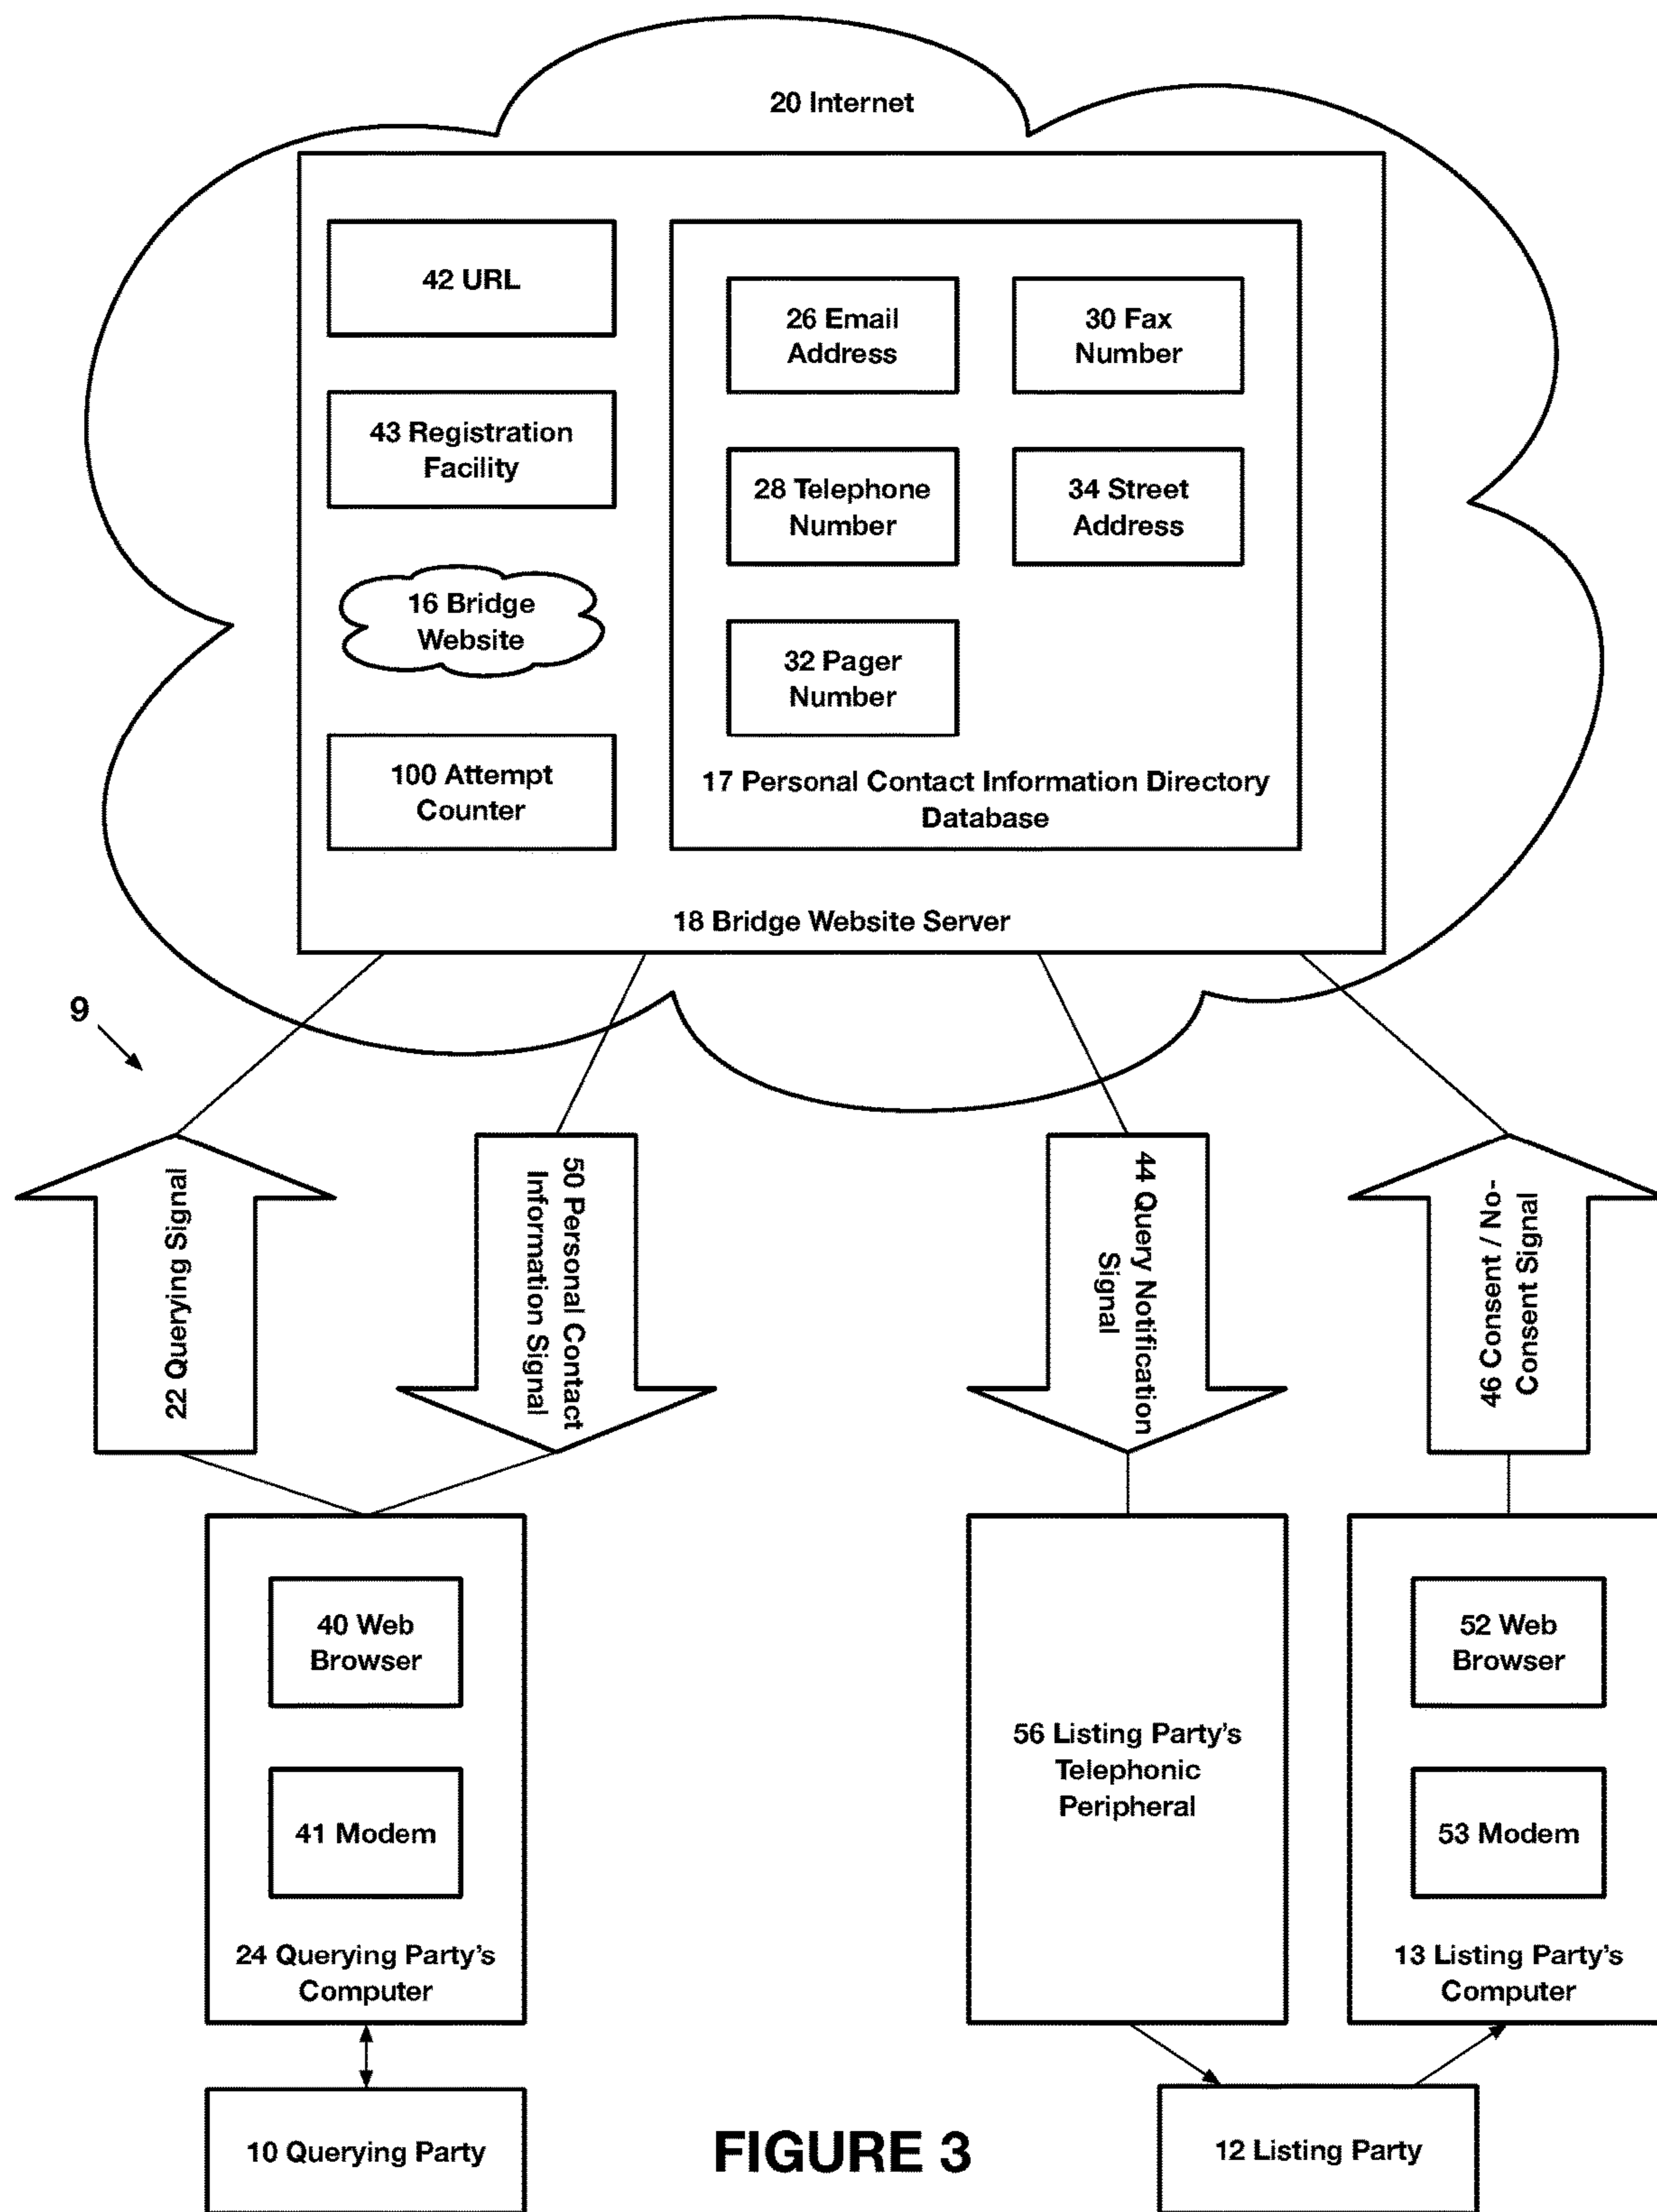 20 Internet
42 URL
26 Email
Address
30 Fax
Number
43 Registration
Facility
28 Telephone
Number
34 Street
Address
16 Bridge
Website
32 Pager
Number
100 Attempt
Counter
17 Personal Contact Information Directory
Database
18 Bridge Website Server
9
22 Querying Signal
50 Personal Contact
Information Signal
44 Query Notification
Signal
46 Consent / No-
Consent Signal
40 Web
Browser
41 Modem
24 Querying Party's
Computer
56 Listing Party's
Telephonic
Peripheral
52 Web
Browser
53 Modem
13 Listing Party's
Computer
10 Querying Party
FIGURE 3
12 Listing Party